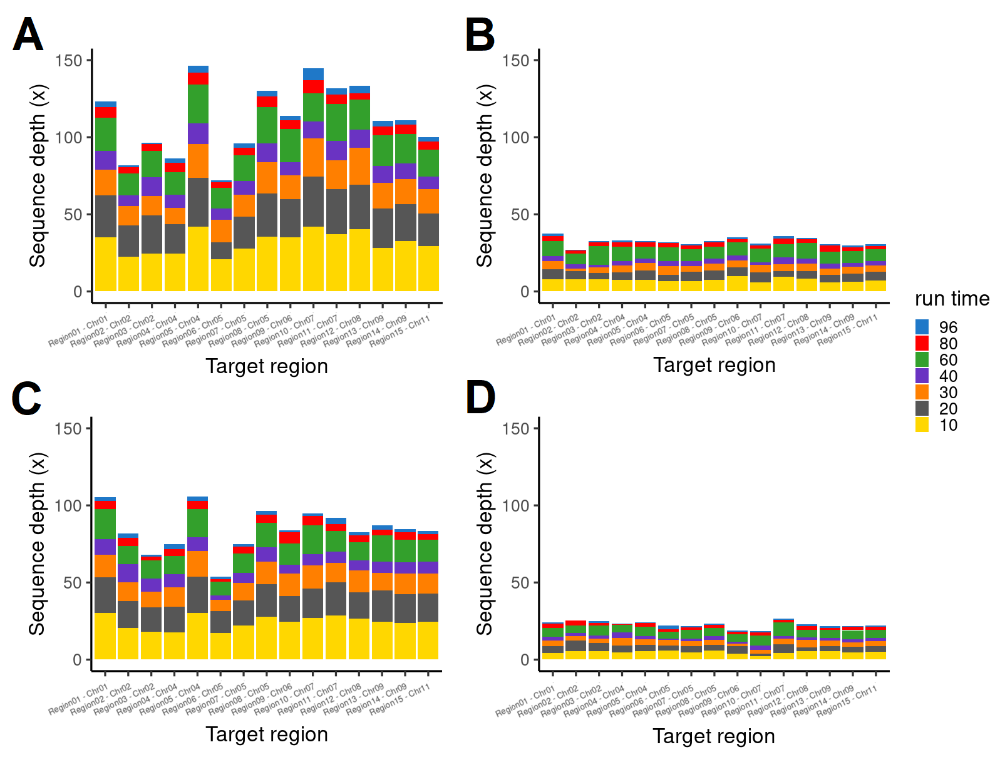 A
150
100
50
0
Sequence depth (x)
Region01 - Chr01
Region02 - Chr02
Region03 - Chr02
Region04 - Chr04
Region05 - Chr04
Region06 - Chr05
Region07 - Chr05
Region08 - Chr05
Region09 - Chr06
Region10 - Chr07
Region11 - Chr07
Region12 - Chr08
Region13 - Chr09
Region14 - Chr09
Region15 - Chr11
Target region
B
150
100
50
0
Sequence depth (x)
Region01 - Chr01
Region02 - Chr02
Region03 - Chr02
Region04 - Chr04
Region05 - Chr04
Region06 - Chr05
Region07 - Chr05
Region08 - Chr05
Region09 - Chr06
Region10 - Chr07
Region11 - Chr07
Region12 - Chr08
Region13 - Chr09
Region14 - Chr09
Region15 - Chr11
Target region
run time
96
80
60
40
30
20
10
C
150
100
50
0
Sequence depth (x)
Region01 - Chr01
Region02 - Chr02
Region03 - Chr02
Region04 - Chr04
Region05 - Chr04
Region06 - Chr05
Region07 - Chr05
Region08 - Chr05
Region09 - Chr06
Region10 - Chr07
Region11 - Chr07
Region12 - Chr08
Region13 - Chr09
Region14 - Chr09
Region15 - Chr11
Target region
D
150
100
50
0
Sequence depth (x)
Region01 - Chr01
Region02 - Chr02
Region03 - Chr02
Region04 - Chr04
Region05 - Chr04
Region06 - Chr05
Region07 - Chr05
Region08 - Chr05
Region09 - Chr06
Region10 - Chr07
Region11 - Chr07
Region12 - Chr08
Region13 - Chr09
Region14 - Chr09
Region15 - Chr11
Target region